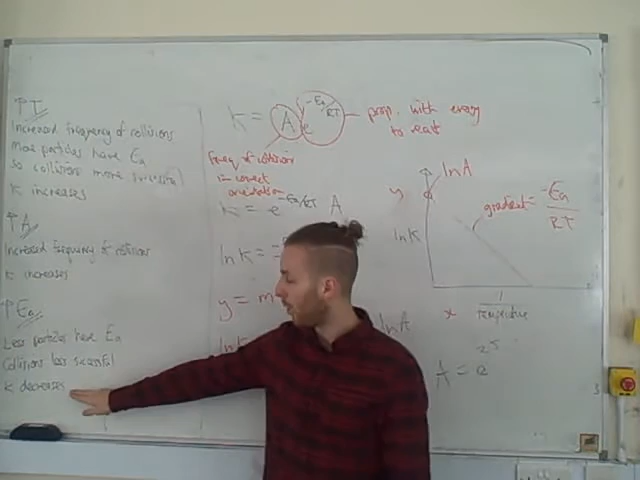 ↑T
Increased frequency of collisions
More particles have Ea
so collisions more successful
k increases
↑A
Increased frequency of collisions
k increases
↑Ea
Less particles have Ea
Collisions less sucessful
k decreases
k = A e^-Ea/RT
prop. with energy
to react
freq of collision
in correct
orientation
k = e^-Ea/RT A
ln k =
y = m
ln k
ln A
y
ln A
ln k
gradient = -Ea/RT
x
1/temperature
A = e